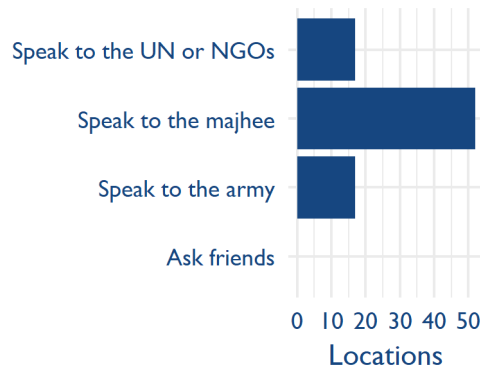 Speak to the UN or NGOs
Speak to the majhee
Speak to the army
Ask friends
0 10 20 30 40 50
Locations